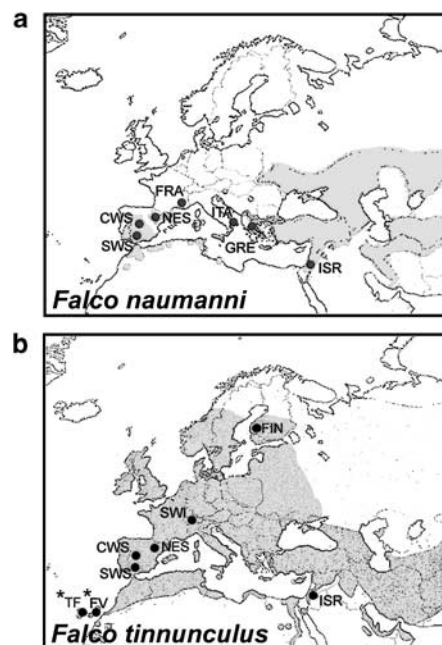 a
FRA
CWS NES ITA
SWS GRE
ISR
Falco naumanni
b
FIN
SWI
CWS NES
SWS
ISR
*TF *FV
Falco tinnunculus